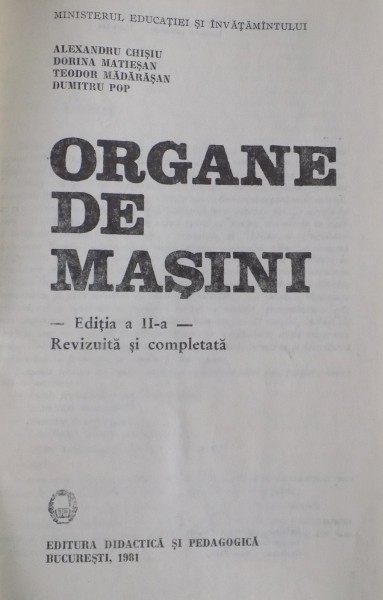 MINISTERUL EDUCAȚIEI ȘI ÎNVĂȚĂMÎNTULUI
ALEXANDRU CHIȘIU
DORINA MATIEȘAN
TEODOR MĂDĂRĂȘAN
DUMITRU POP
ORGANE
DE
MAȘINI
— Ediția a II-a —
Revizuită și completată
EDITURA DIDACTICĂ ȘI PEDAGOGICĂ
BUCUREȘTI, 1981